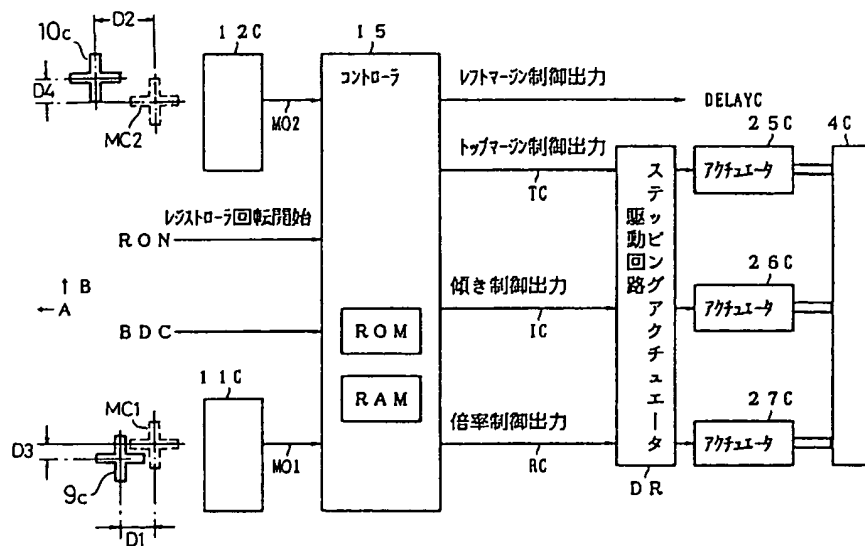 D2
10c
D4
MC2
12C
MO2
15
コントローラ
レフトマージン制御出力
DELAYC
トップマージン制御出力
TC
25C
4C
アクチュエータ
レジストローラ回転開始
RON
B
A
BDC
ROM
RAM
傾き制御出力
IC
26C
アクチュエータ
ステッピングアクチュエータ
駆動回路
MC1
11C
D3
9c
D1
MO1
倍率制御出力
RC
27C
アクチュエータ
DR